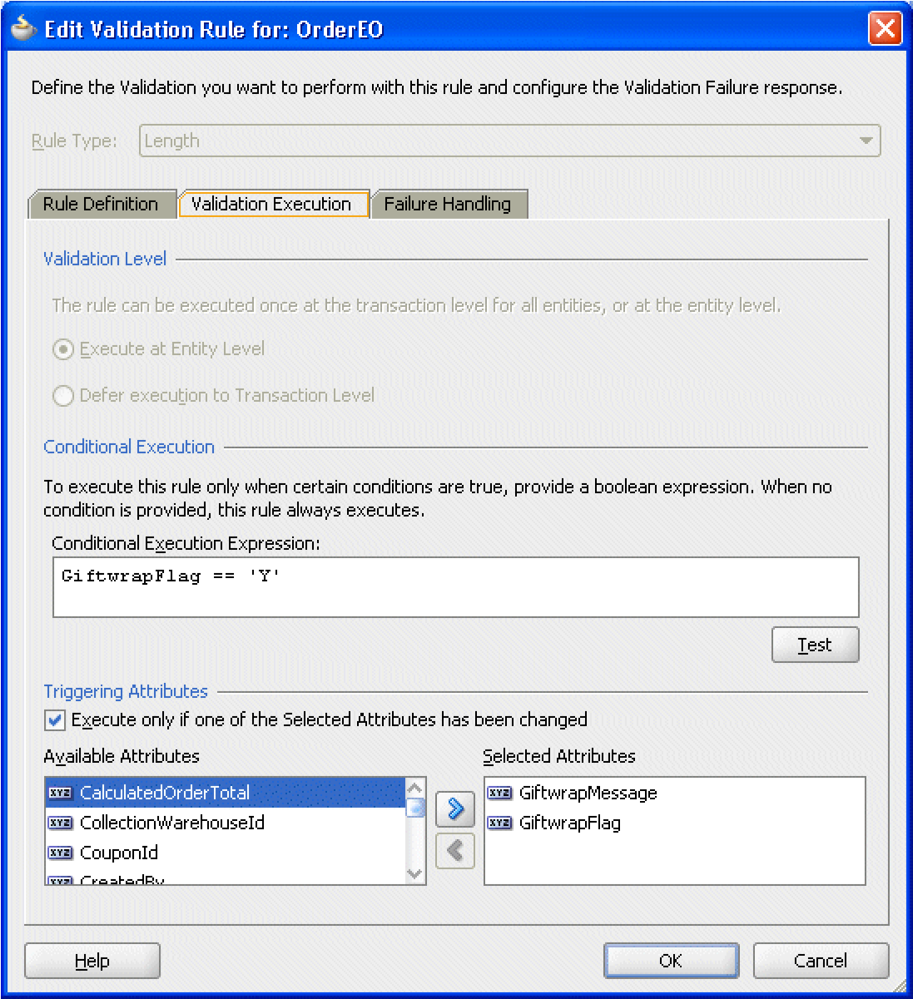 Edit Validation Rule for: OrderEO
Define the Validation you want to perform with this rule and configure the Validation Failure response.
Rule Type: Length
Rule Definition Validation Execution Failure Handling
Validation Level
The rule can be executed once at the transaction level for all entities, or at the entity level.
Execute at Entity Level
Defer execution to Transaction Level
Conditional Execution
To execute this rule only when certain conditions are true, provide a boolean expression. When no
condition is provided, this rule always executes.
Conditional Execution Expression:
GiftwrapFlag == 'Y'
Test
Triggering Attributes
Execute only if one of the Selected Attributes has been changed
Available Attributes Selected Attributes
XYZ CalculatedOrderTotal XYZ GiftwrapMessage
XYZ CollectionWarehouseId XYZ GiftwrapFlag
XYZ CouponId
XYZ CreatedBy
Help OK Cancel